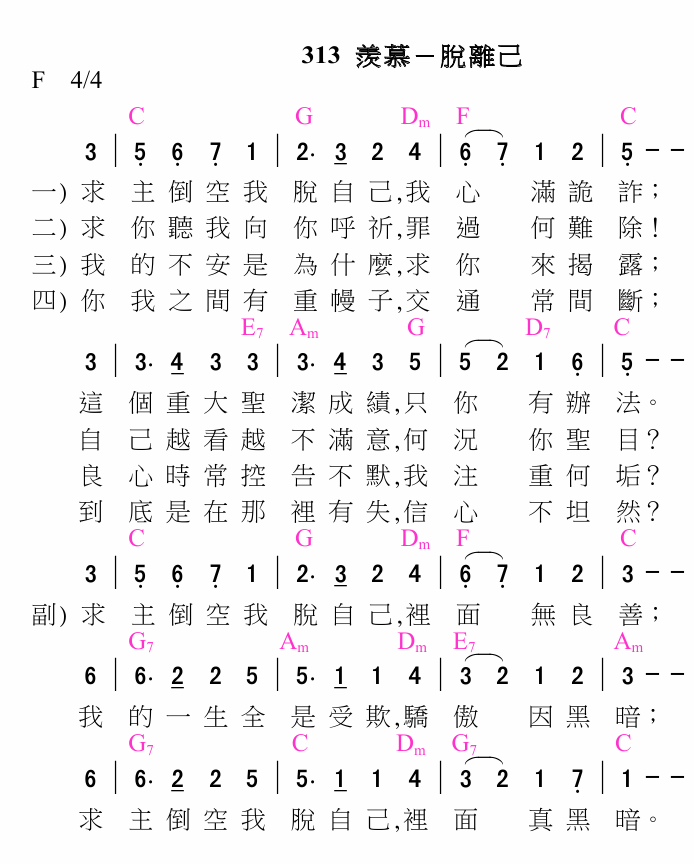 313 羨慕－脫離己
F 4/4
C G Dm F C
3 | 5̣ 6̣ 7̣ 1 | 2· 3 2 4 | 6̣ 7̣ 1 2 | 5̣ － －
一) 求 主 倒 空 我 脫 自 己,我 心 滿 詭 詐；
二) 求 你 聽 我 向 你 呼 祈,罪 過 何 難 除！
三) 我 的 不 安 是 為 什 麼,求 你 來 揭 露；
四) 你 我 之 間 有 重 幔 子,交 通 常 間 斷；
E7 Am G D7 C
3 | 3· 4 3 3 | 3· 4 3 5 | 5 2 1 6̣ | 5̣ － －
這 個 重 大 聖 潔 成 績,只 你 有 辦 法。
自 己 越 看 越 不 滿 意,何 況 你 聖 目？
良 心 時 常 控 告 不 默,我 注 重 何 垢？
到 底 是 在 那 裡 有 失,信 心 不 坦 然？
C G Dm F C
3 | 5̣ 6̣ 7̣ 1 | 2· 3 2 4 | 6̣ 7̣ 1 2 | 3 － －
副) 求 主 倒 空 我 脫 自 己,裡 面 無 良 善；
G7 Am Dm E7 Am
6 | 6· 2 2 5 | 5· 1 1 4 | 3 2 1 2 | 3 － －
我 的 一 生 全 是 受 欺,驕 傲 因 黑 暗；
G7 C Dm G7 C
6 | 6· 2 2 5 | 5· 1 1 4 | 3 2 1 7̣ | 1 － －
求 主 倒 空 我 脫 自 己,裡 面 真 黑 暗。